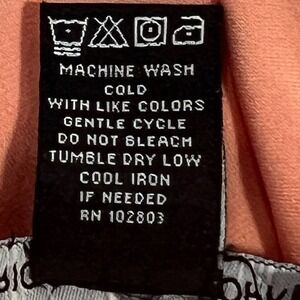 MACHINE WASH
COLD
WITH LIKE COLORS
GENTLE CYCLE
DO NOT BLEACH
TUMBLE DRY LOW
COOL IRON
IF NEEDED
RN 102803